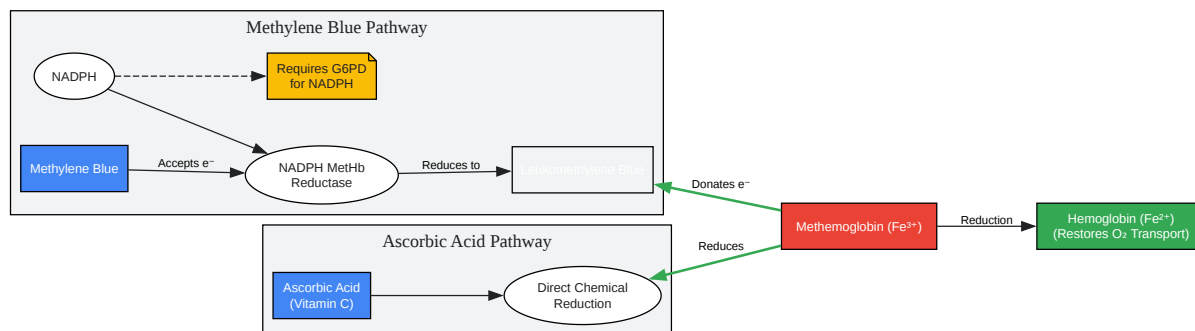 Methylene Blue Pathway
NADPH
Requires G6PD
for NADPH
Methylene Blue
Accepts e⁻
NADPH MetHb
Reductase
Reduces to
Leukomethylene Blue
Donates e⁻
Methemoglobin (Fe³⁺)
Reduction
Hemoglobin (Fe²⁺)
(Restores O₂ Transport)
Reduces
Ascorbic Acid Pathway
Ascorbic Acid
(Vitamin C)
Direct Chemical
Reduction